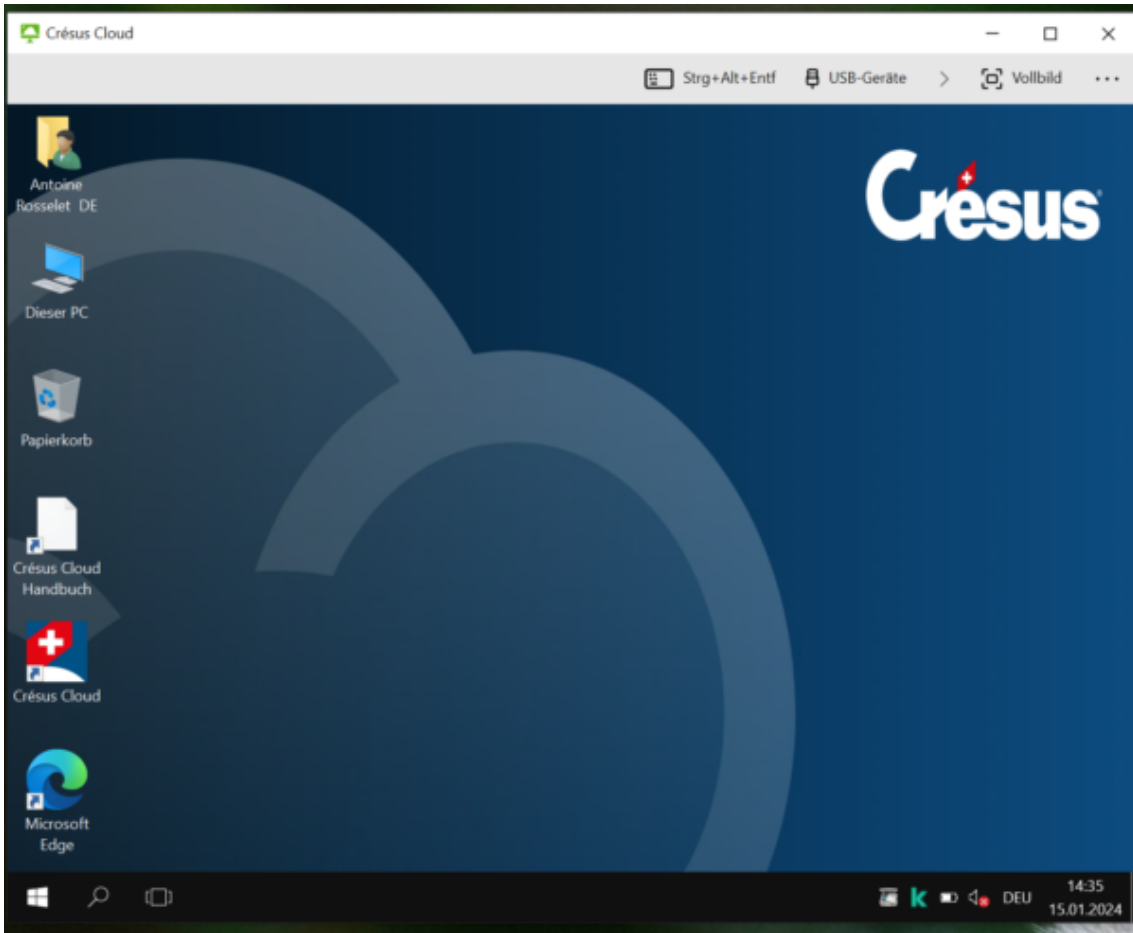 Crésus Cloud
Strg+Alt+Entf USB-Geräte Vollbild
Crésus
Antoine
Rosselet DE
Dieser PC
Papierkorb
Crésus Cloud
Handbuch
Crésus Cloud
Microsoft
Edge
DEU
14:35
15.01.2024